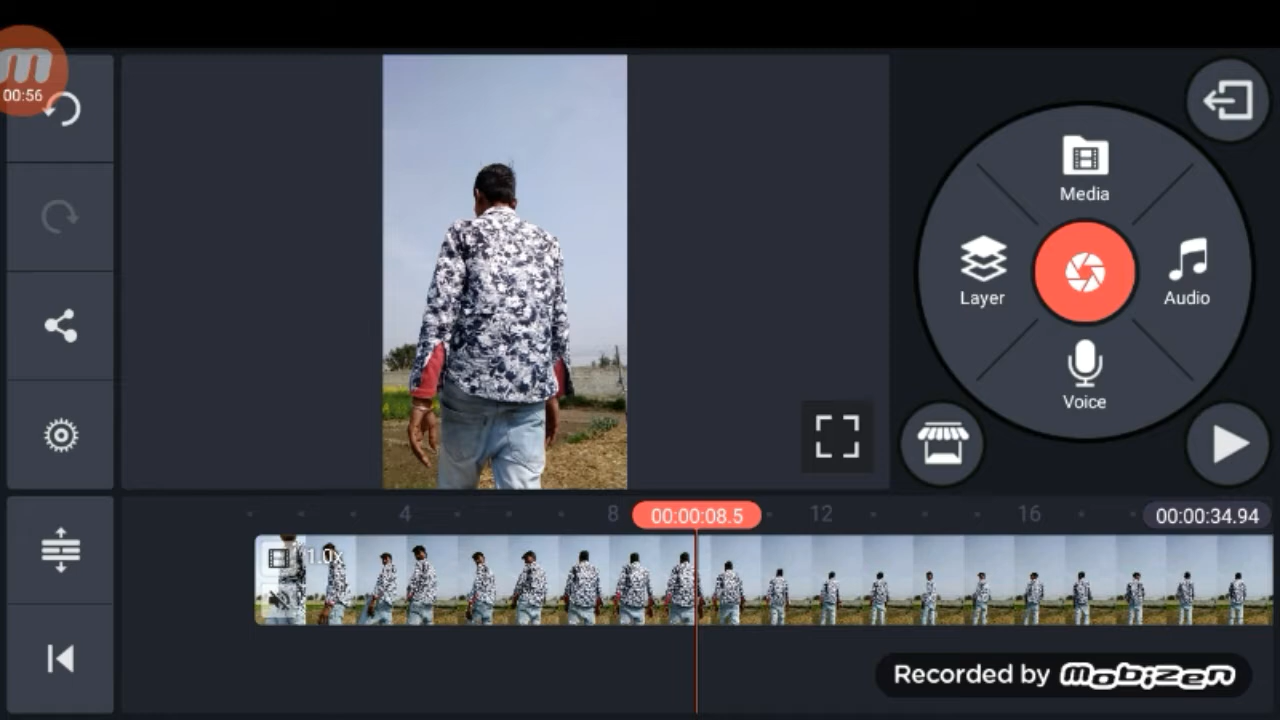 m
00:56
Media
Layer
Audio
Voice
4
8
00:00:08.5
12
16
00:00:34.94
1.0x
Recorded by mobizen